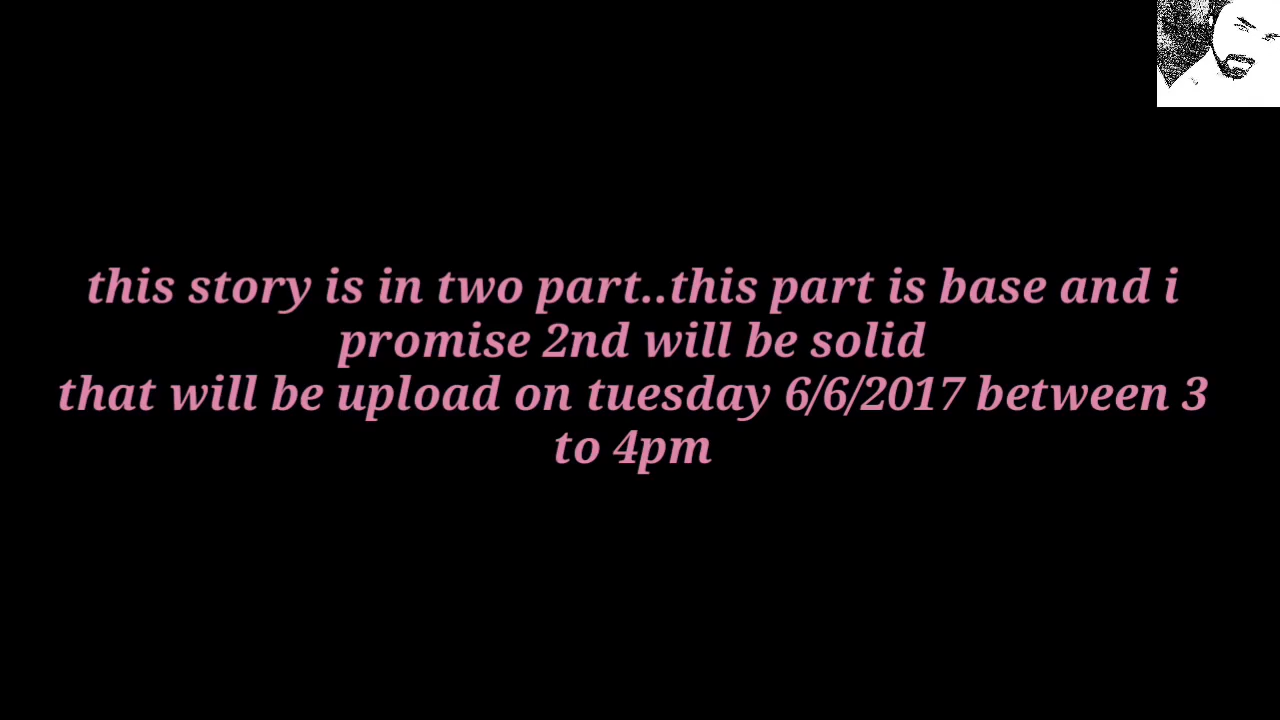 this story is in two part..this part is base and i
promise 2nd will be solid
that will be upload on tuesday 6/6/2017 between 3
to 4pm